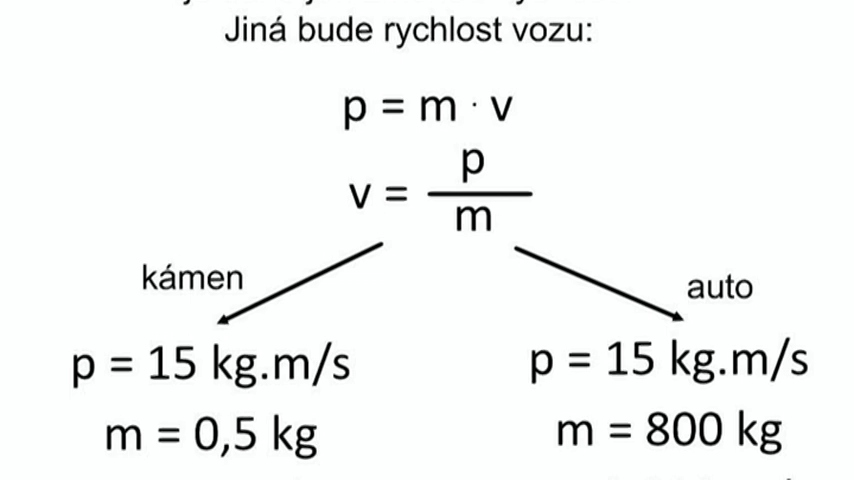 Jiná bude rychlost vozu:
p = m · v
v = p / m
kámen
auto
p = 15 kg.m/s
p = 15 kg.m/s
m = 0,5 kg
m = 800 kg